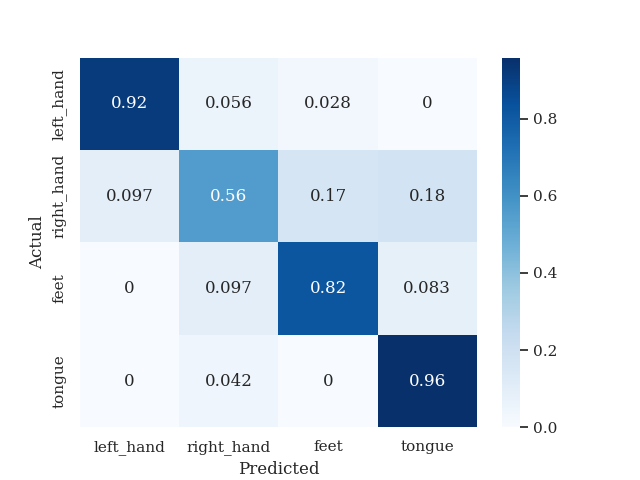 left_hand 0.92 0.056 0.028 0
right_hand 0.097 0.56 0.17 0.18
feet 0 0.097 0.82 0.083
tongue 0 0.042 0 0.96
Actual
left_hand right_hand feet tongue
Predicted
0.8
0.6
0.4
0.2
0.0